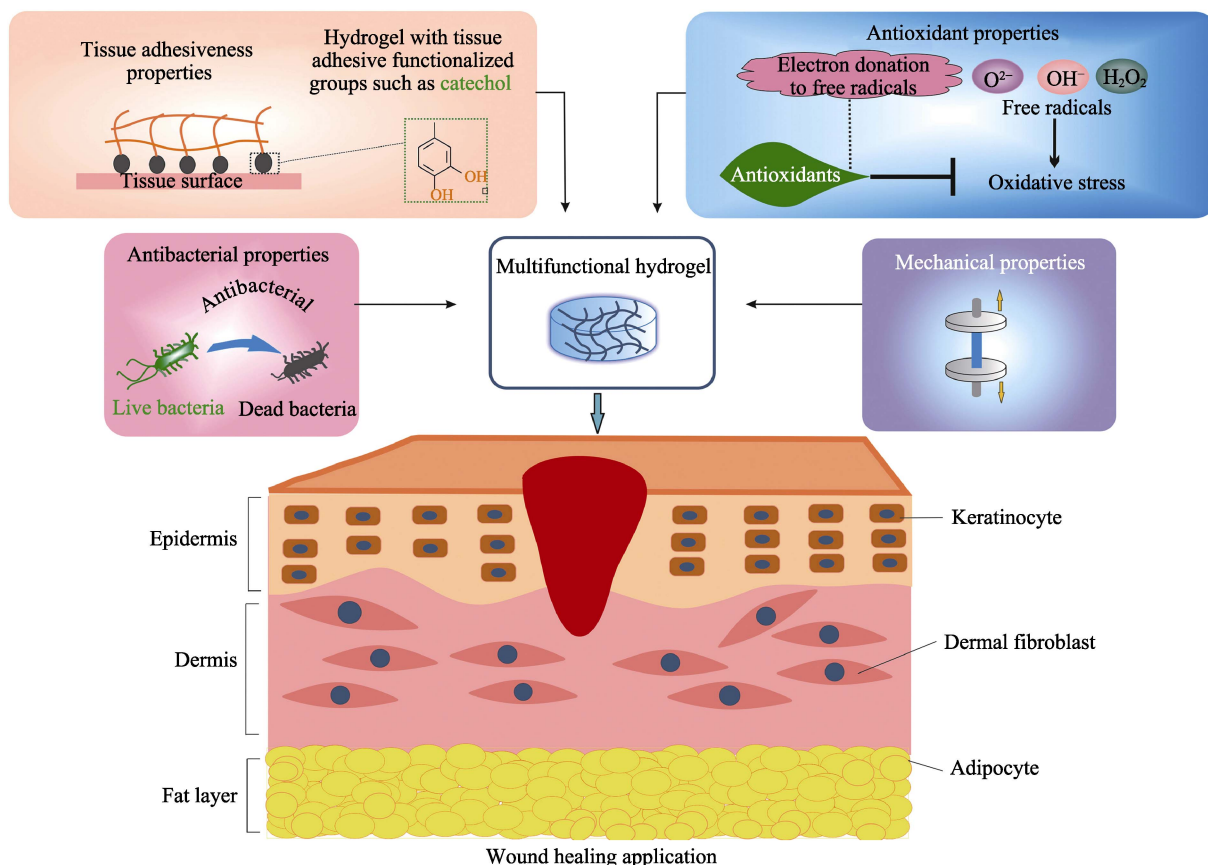 Tissue adhesiveness
properties
Hydrogel with tissue
adhesive functionalized
groups such as catechol
OH
OH
Tissue surface
Antioxidant properties
Electron donation
to free radicals
O²⁻
OH⁻
H₂O₂
Free radicals
Antioxidants
Oxidative stress
Antibacterial properties
Antibacterial
Live bacteria
Dead bacteria
Multifunctional hydrogel
Mechanical properties
Epidermis
Keratinocyte
Dermis
Dermal fibroblast
Fat layer
Adipocyte
Wound healing application